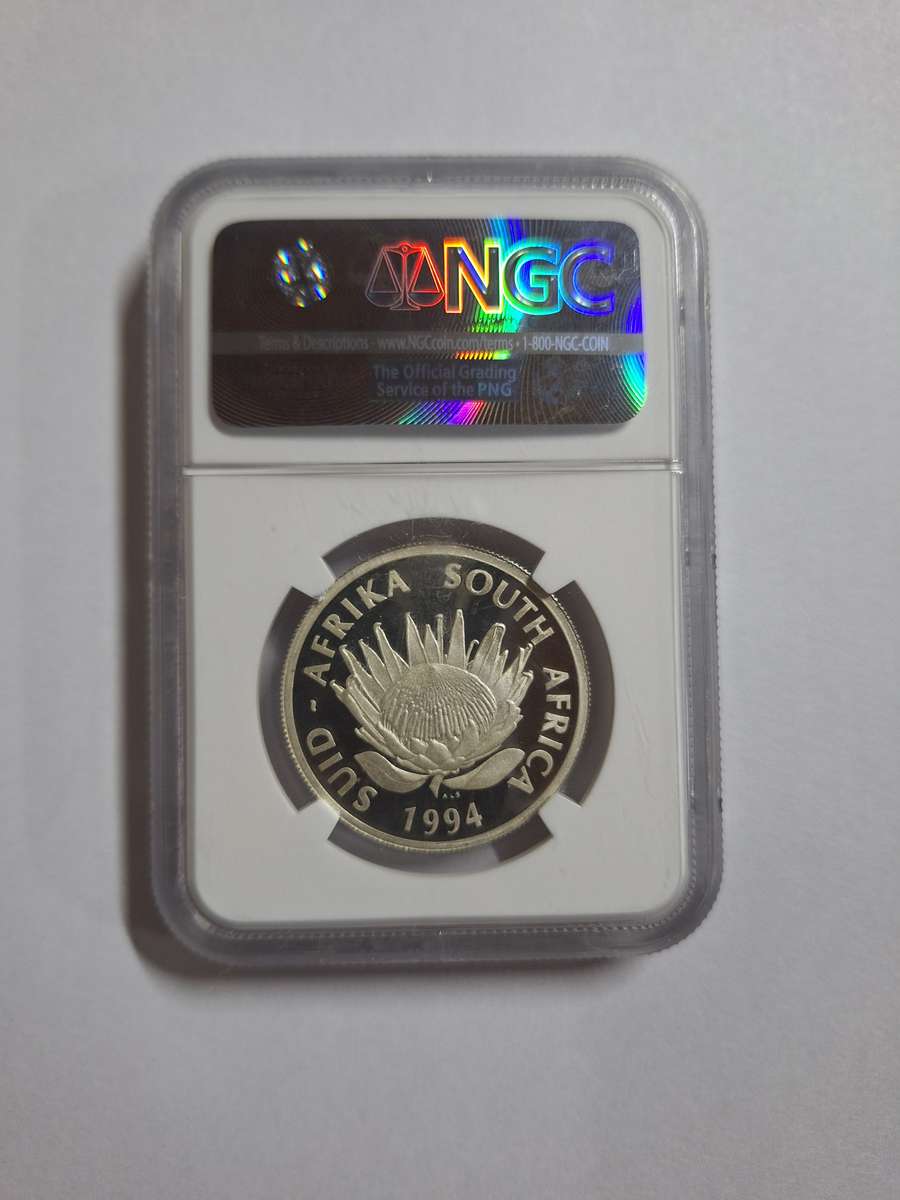 NGC
Terms & Descriptions - www.NGCcoin.com/terms • 1-800-NGC-COIN
The Official Grading
Service of the PNG
SUID - AFRIKA SOUTH AFRICA
ALS
1994